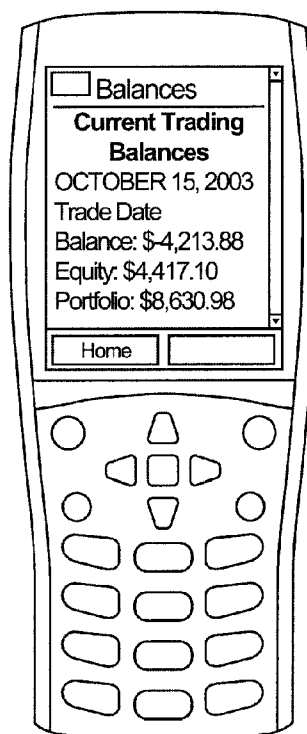 Balances
Current Trading
Balances
OCTOBER 15, 2003
Trade Date
Balance: $-4,213.88
Equity: $4,417.10
Portfolio: $8,630.98
Home